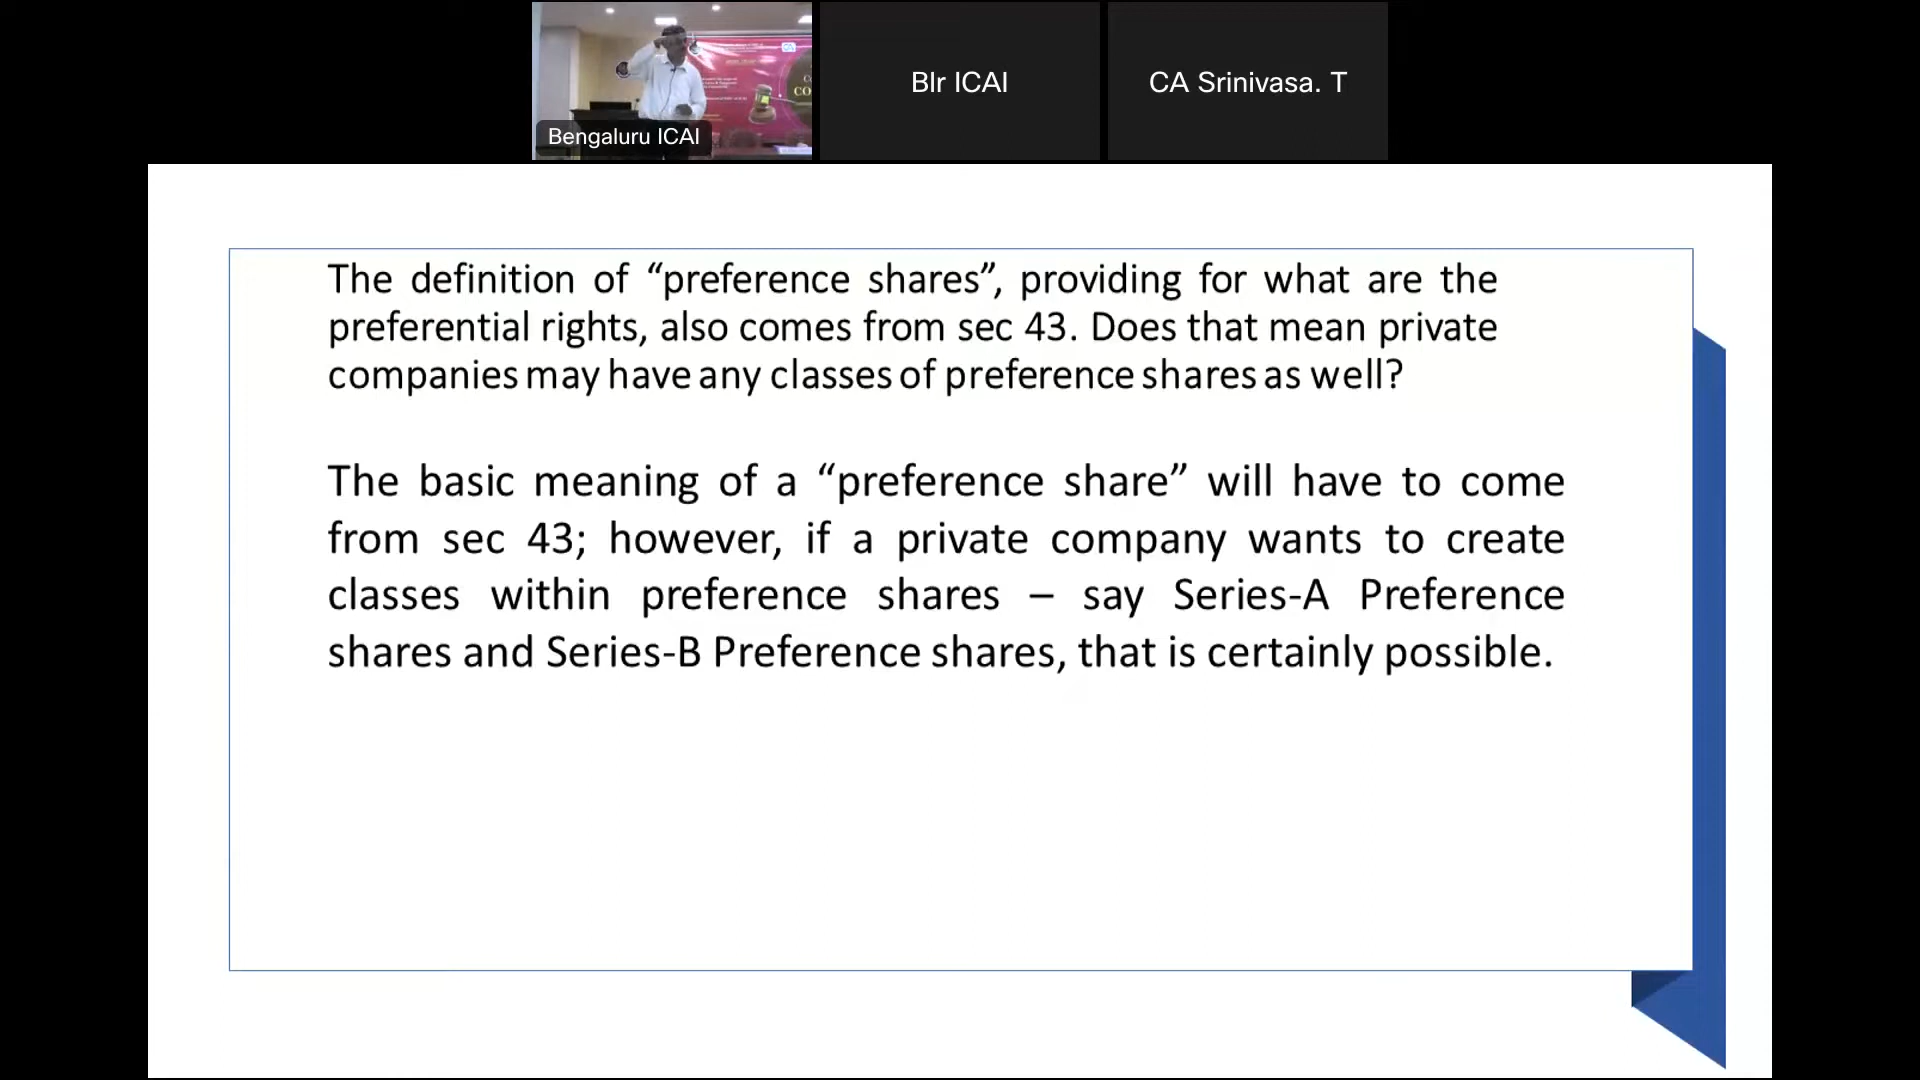 Bengaluru ICAI
Blr ICAI
CA Srinivasa. T
The definition of “preference shares”, providing for what are the
preferential rights, also comes from sec 43. Does that mean private
companies may have any classes of preference shares as well?
The basic meaning of a “preference share” will have to come
from sec 43; however, if a private company wants to create
classes within preference shares – say Series-A Preference
shares and Series-B Preference shares, that is certainly possible.